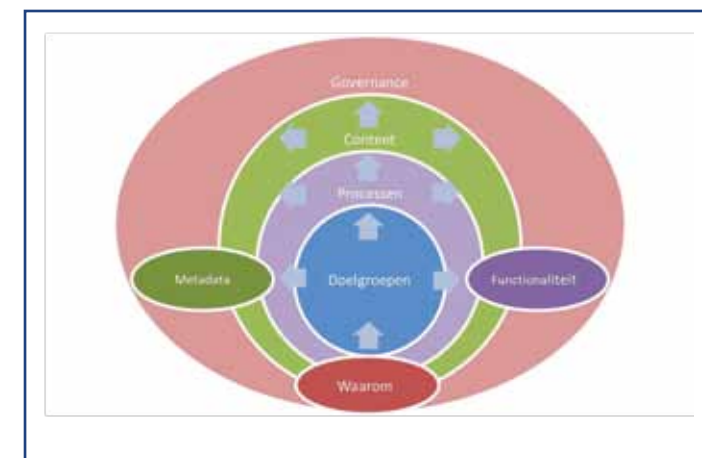 Governance
Content
Processen
Metadata
Doelgroepen
Functionaliteit
Waarom